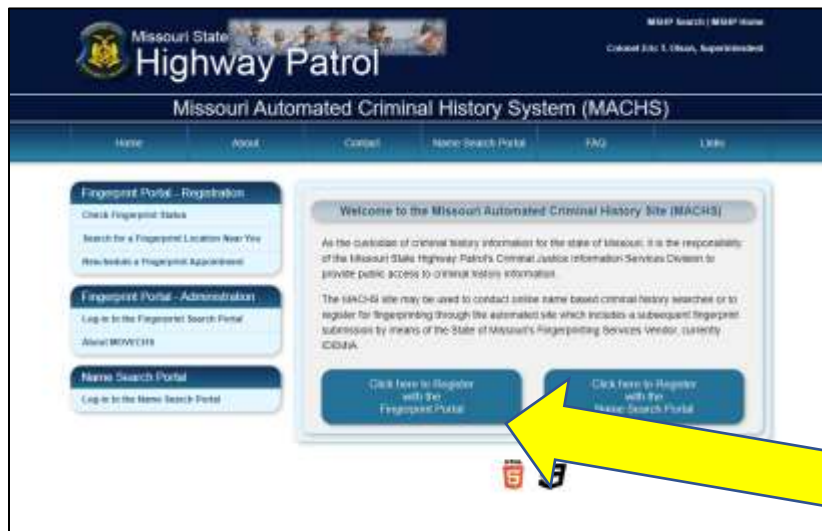 Missouri State
Highway Patrol
MSHP Search | MSHP Home
Colonel Eric T. Olson, Superintendent
Missouri Automated Criminal History System (MACHS)
Home About Contact Name Search Portal FAQ Links
Fingerprint Portal - Registration
Check Fingerprint Status
Search for a Fingerprint Location Near You
Reschedule a Fingerprint Appointment
Fingerprint Portal - Administration
Log in to the Fingerprint Search Portal
About MOVECHS
Name Search Portal
Log in to the Name Search Portal
Welcome to the Missouri Automated Criminal History Site (MACHS)
As the custodian of criminal history information for the state of Missouri, it is the responsibility
of the Missouri State Highway Patrol's Criminal Justice Information Services Division to
provide public access to criminal history information.
The MACHS site may be used to conduct online name based criminal history searches or to
register for fingerprinting through the automated site which includes a subsequent fingerprint
submission by means of the State of Missouri's Fingerprinting Services Vendor, currently
Click here to Register
with the
Fingerprint Portal
Click here to Register
with the
Name Search Portal
HTML
5
3